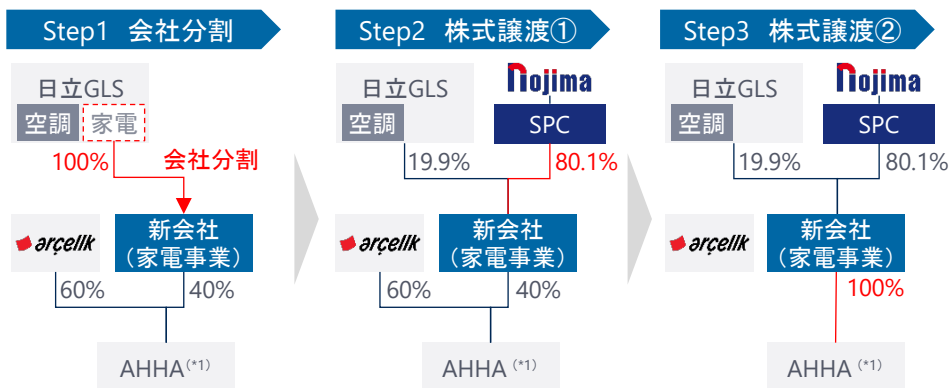 Step1 会社分割
日立GLS
空調
家電
100%
会社分割
arçelik
新会社
(家電事業)
60%
40%
AHHA (*1)
Step2 株式譲渡①
日立GLS
空調
nojima
SPC
19.9%
80.1%
arçelik
新会社
(家電事業)
60%
40%
AHHA (*1)
Step3 株式譲渡②
日立GLS
空調
nojima
SPC
19.9%
80.1%
arçelik
新会社
(家電事業)
100%
AHHA (*1)